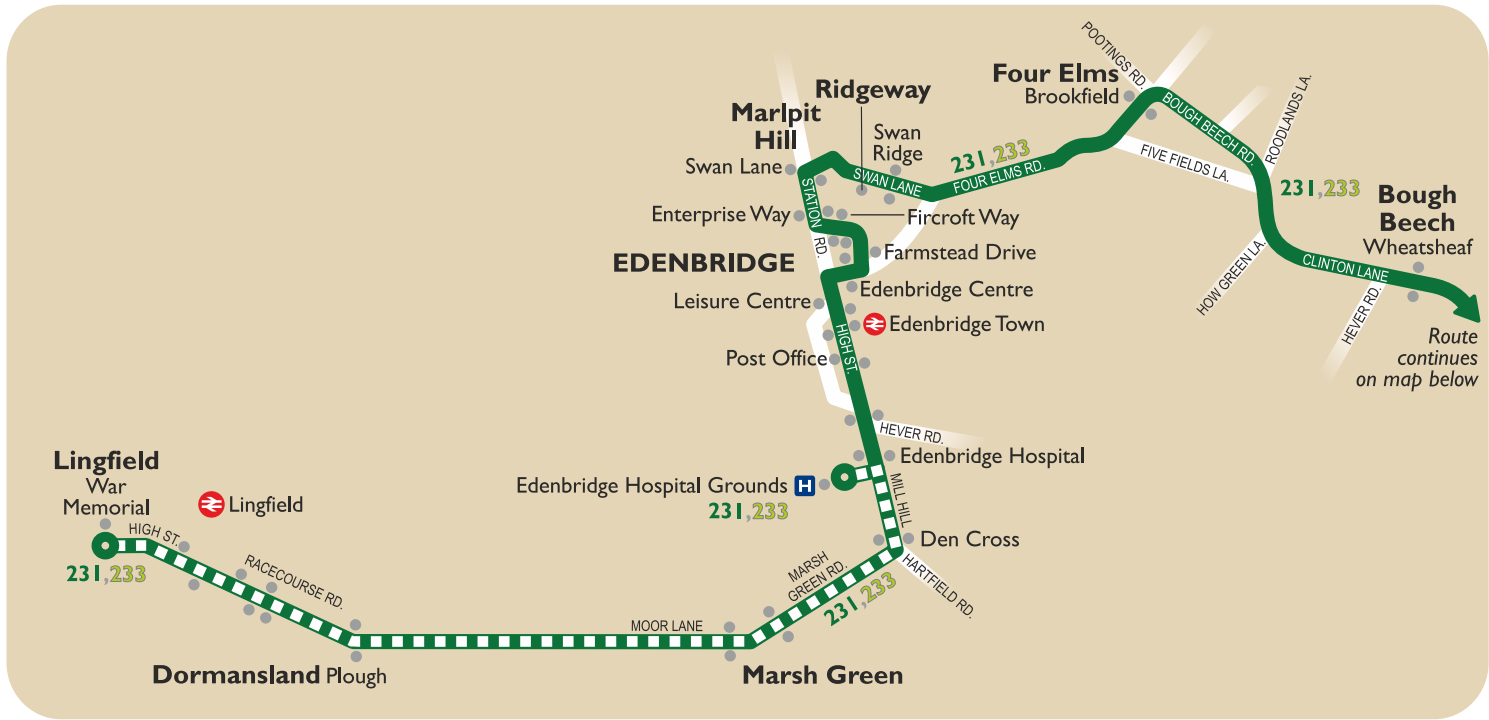 POOTINGS RD.
Four Elms
Brookfield
BOUGH BEECH RD.
ROODLANDS LA.
Ridgeway
Marlpit
Hill
Swan
Ridge
231,233
FIVE FIELDS LA.
Swan Lane
SWAN LANE
FOUR ELMS RD.
231,233
Bough
Beech
Wheatsheaf
STATION
RD.
Enterprise Way
Fircroft Way
EDENBRIDGE
Farmstead Drive
HOW GREEN LA.
CLINTON LANE
HEVER RD.
Leisure Centre
Edenbridge Centre
Edenbridge Town
Route
continues
on map below
HIGH ST.
Post Office
HEVER RD.
Edenbridge Hospital
Lingfield
War
Memorial
Lingfield
Edenbridge Hospital Grounds H
231,233
MILL HILL
HIGH ST.
231,233
RACECOURSE RD.
Den Cross
MARSH
GREEN RD.
231,233
HARTFIELD RD.
MOOR LANE
Dormansland Plough
Marsh Green